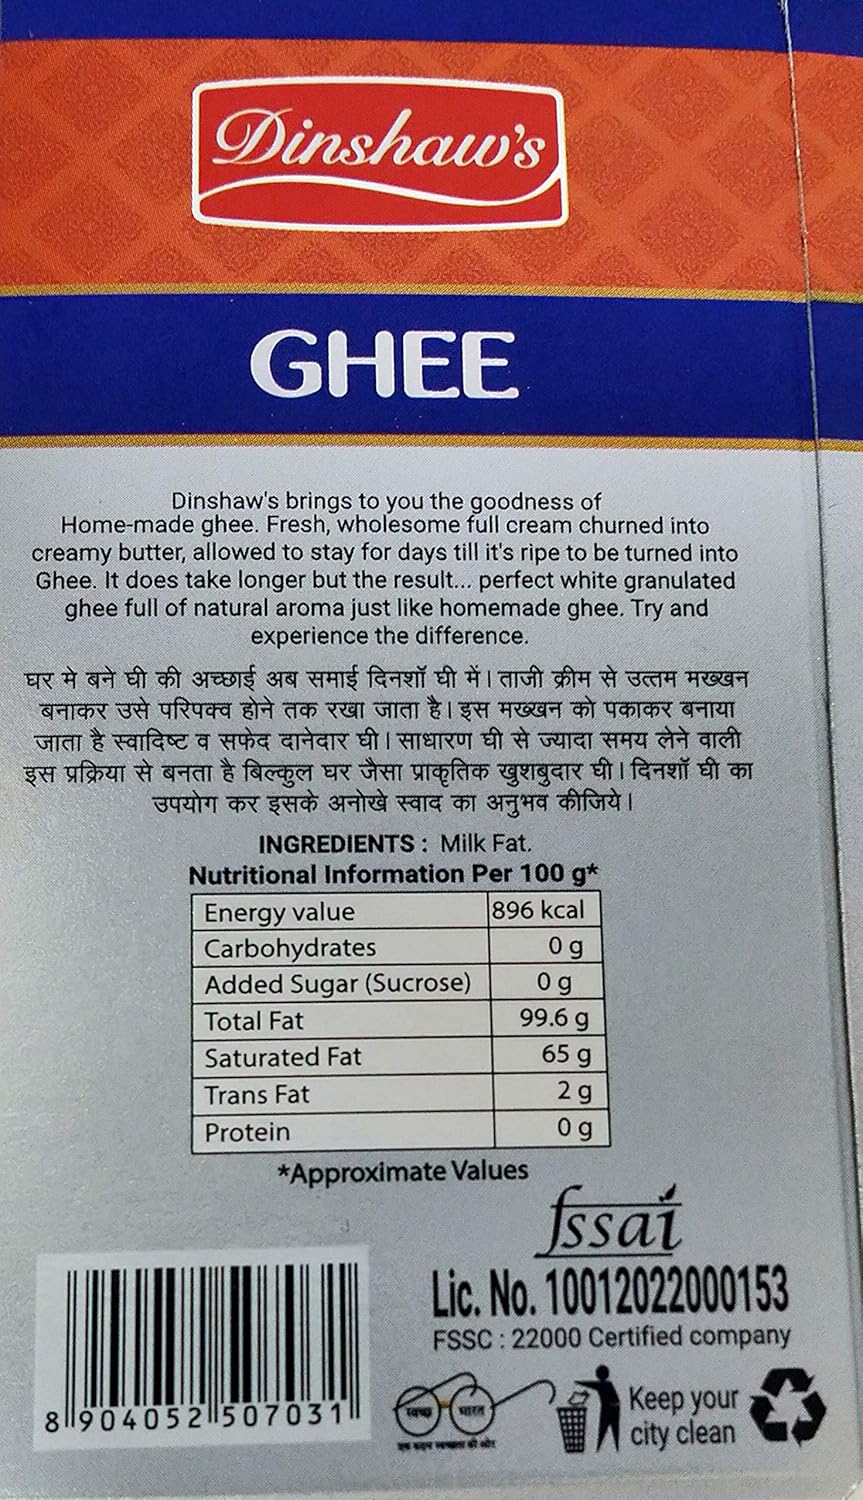 Dinshaw's
GHEE
Dinshaw's brings to you the goodness of
Home-made ghee. Fresh, wholesome full cream churned into
creamy butter, allowed to stay for days till it's ripe to be turned into
Ghee. It does take longer but the result... perfect white granulated
ghee full of natural aroma just like homemade ghee. Try and
experience the difference.
घर मे बने घी की अच्छाई अब समाई दिनशॉ घी में। ताजी क्रीम से उत्तम मख्खन
बनाकर उसे परिपक्व होने तक रखा जाता है। इस मख्खन को पकाकर बनाया
जाता है स्वादिष्ट व सफेद दानेदार घी। साधारण घी से ज्यादा समय लेने वाली
इस प्रक्रिया से बनता है बिल्कुल घर जैसा प्राकृतिक खुशबुदार घी। दिनशॉ घी का
उपयोग कर इसके अनोखे स्वाद का अनुभव कीजिये।
INGREDIENTS : Milk Fat.
Nutritional Information Per 100 g*
Energy value 896 kcal
Carbohydrates 0 g
Added Sugar (Sucrose) 0 g
Total Fat 99.6 g
Saturated Fat 65 g
Trans Fat 2 g
Protein 0 g
*Approximate Values
fssai
Lic. No. 10012022000153
FSSC : 22000 Certified company
8 904052 507031
स्वच्छ भारत
एक कदम स्वच्छता की ओर
Keep your
city clean